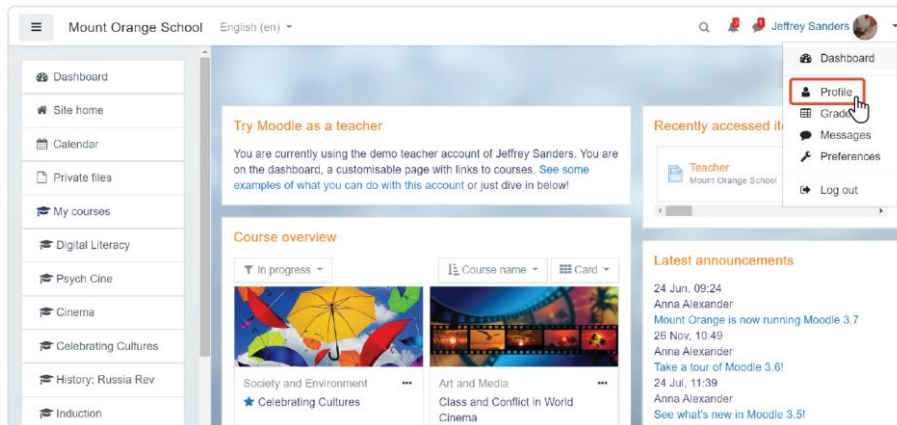 Mount Orange School English (en)
Jeffrey Sanders
Dashboard
Profile
Messages
Preferences
Log out
Dashboard
Site home
Calendar
Private files
My courses
Digital Literacy
Psych Cine
Cinema
Celebrating Cultures
History: Russia Rev
Induction
Try Moodle as a teacher
You are currently using the demo teacher account of Jeffrey Sanders. You are
on the dashboard, a customisable page with links to courses. See some
examples of what you can do with this account or just dive in below!
Course overview
In progress
Course name
Card
Society and Environment
Celebrating Cultures
Art and Media
Class and Conflict in World
Cinema
Recently accessed
Teacher
Mount Orange School
Latest announcements
24 Jun, 09:24
Anna Alexander
Mount Orange is now running Moodle 3.7
26 Nov, 10:49
Anna Alexander
Take a tour of Moodle 3.6!
24 Jul, 11:39
Anna Alexander
See what's new in Moodle 3.5!